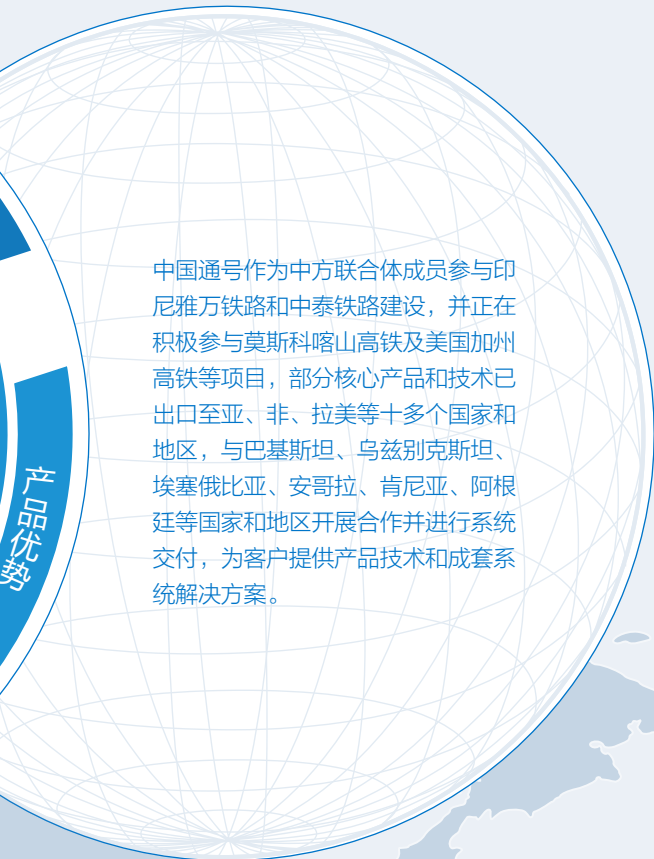 中国通号作为中方联合体成员参与印
尼雅万铁路和中泰铁路建设，并正在
积极参与莫斯科喀山高铁及美国加州
高铁等项目，部分核心产品和技术已
出口至亚、非、拉美等十多个国家和
地区，与巴基斯坦、乌兹别克斯坦、
埃塞俄比亚、安哥拉、肯尼亚、阿根
廷等国家和地区开展合作并进行系统
交付，为客户提供产品技术和成套系
统解决方案。
产品优势